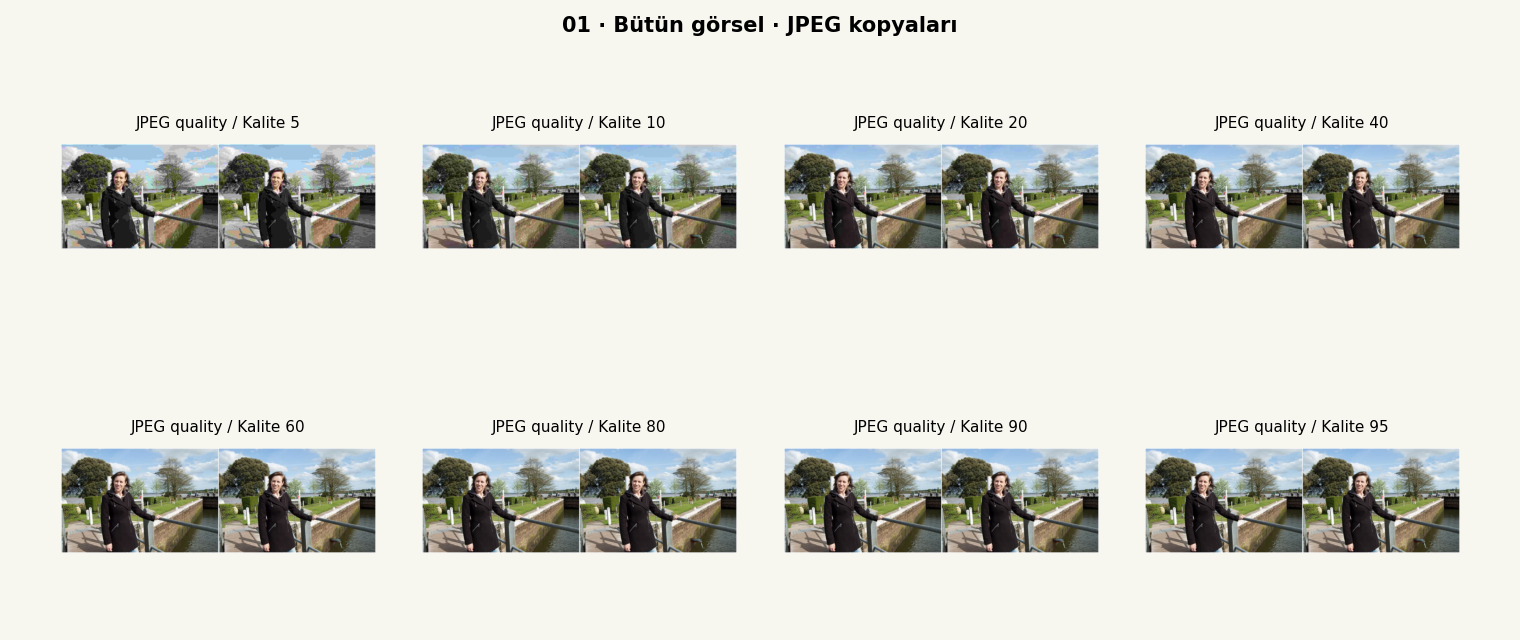 01 · Bütün görsel · JPEG kopyaları
JPEG quality / Kalite 5
JPEG quality / Kalite 10
JPEG quality / Kalite 20
JPEG quality / Kalite 40
JPEG quality / Kalite 60
JPEG quality / Kalite 80
JPEG quality / Kalite 90
JPEG quality / Kalite 95